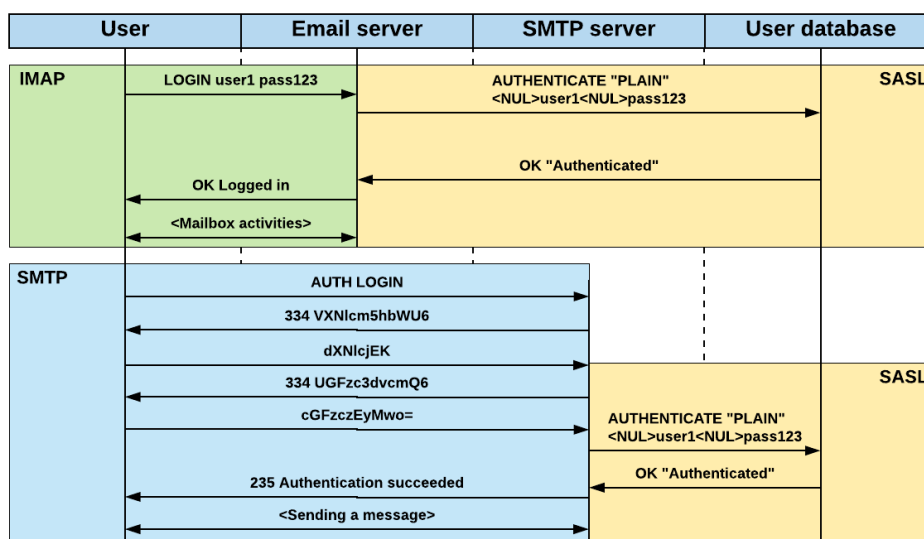 User
Email server
SMTP server
User database
IMAP
SASL
LOGIN user1 pass123
AUTHENTICATE "PLAIN"
<NUL>user1<NUL>pass123
OK "Authenticated"
OK Logged in
<Mailbox activities>
SMTP
AUTH LOGIN
334 VXNlcm5hbWU6
dXNlcjEK
SASL
334 UGFzc3dvcmQ6
cGFzczEyMwo=
AUTHENTICATE "PLAIN"
<NUL>user1<NUL>pass123
OK "Authenticated"
235 Authentication succeeded
<Sending a message>